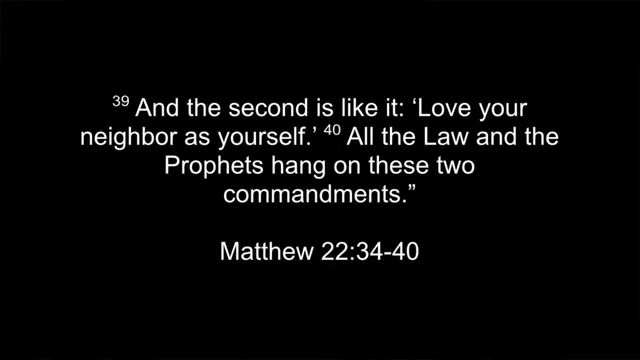 ³⁹ And the second is like it: ‘Love your
neighbor as yourself.’ ⁴⁰ All the Law and the
Prophets hang on these two
commandments.”
Matthew 22:34-40